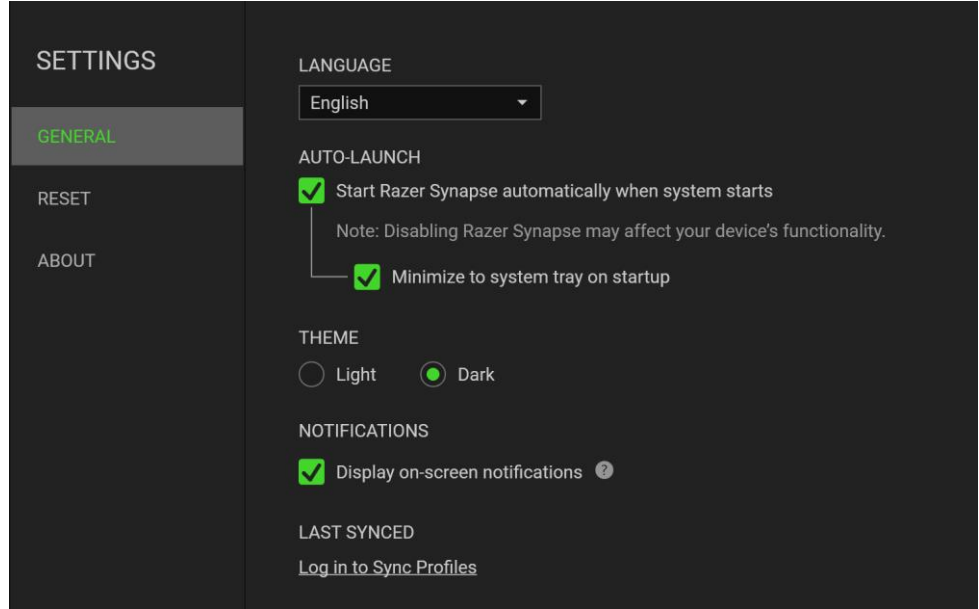 SETTINGS
GENERAL
RESET
ABOUT
LANGUAGE
English
AUTO-LAUNCH
Start Razer Synapse automatically when system starts
Note: Disabling Razer Synapse may affect your device’s functionality.
Minimize to system tray on startup
THEME
Light
Dark
NOTIFICATIONS
Display on-screen notifications ?
LAST SYNCED
Log in to Sync Profiles